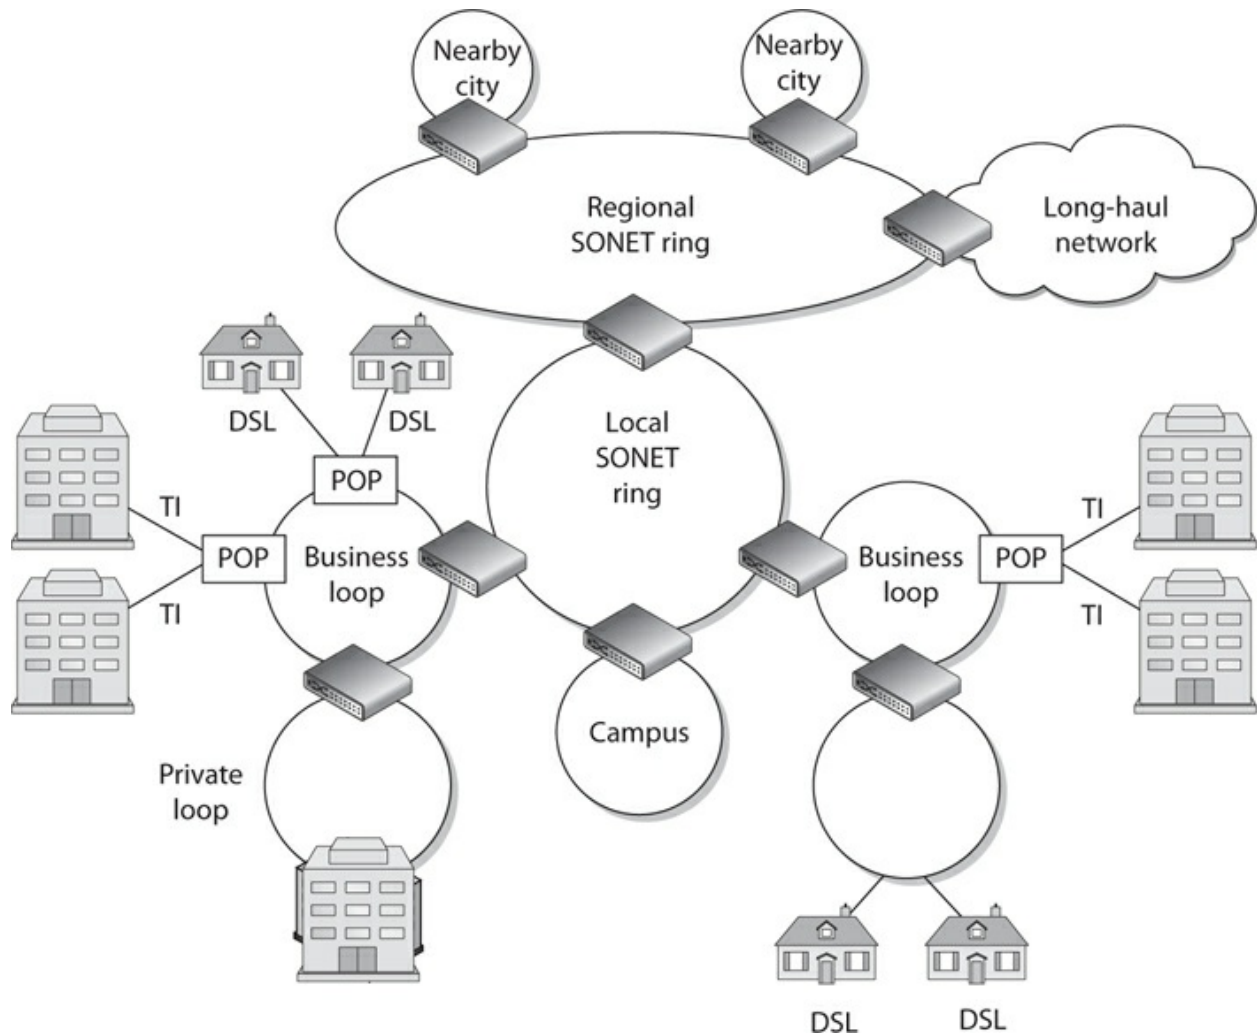 Nearby
city
Nearby
city
Regional
SONET ring
Long-haul
network
DSL
DSL
Local
SONET
ring
POP
TI
POP
TI
Business
loop
Business
loop
POP
TI
TI
Private
loop
Campus
DSL
DSL